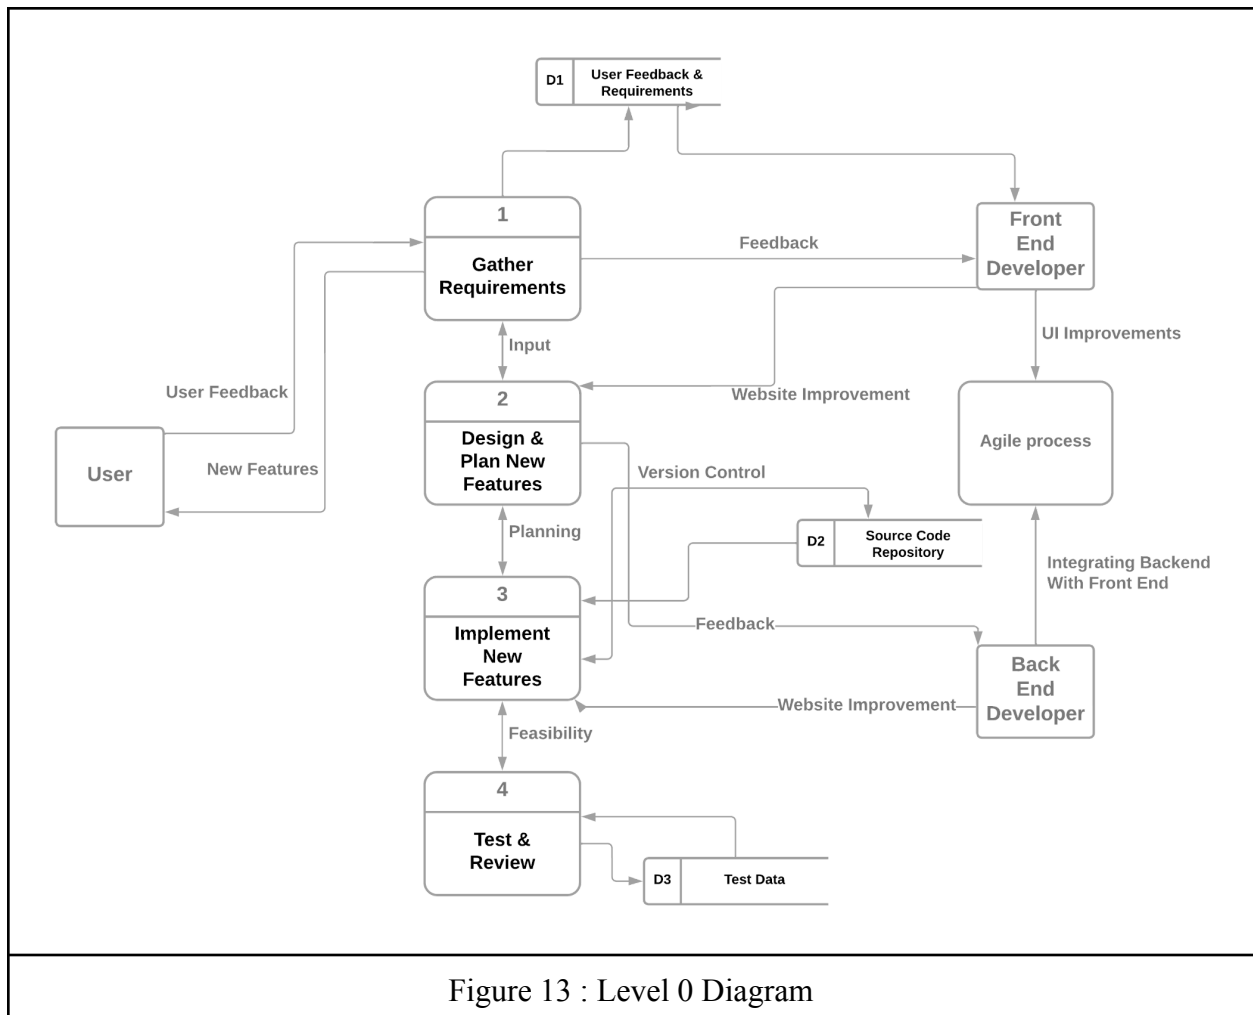 D1
User Feedback &
Requirements
1
Gather
Requirements
Feedback
Front
End
Developer
Input
UI Improvements
User Feedback
2
Website Improvement
Design &
Plan New
Features
Agile process
User
New Features
Version Control
Planning
D2
Source Code
Repository
Integrating Backend
With Front End
3
Implement
New
Features
Feedback
Back
End
Developer
Website Improvement
Feasibility
4
Test &
Review
D3
Test Data
Figure 13 : Level 0 Diagram